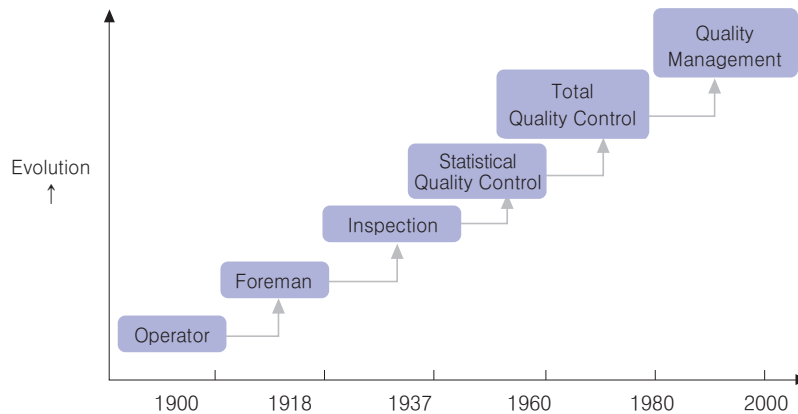 Quality
Management
Total
Quality Control
Statistical
Quality Control
Evolution
↑
Inspection
Foreman
Operator
1900 1918 1937 1960 1980 2000